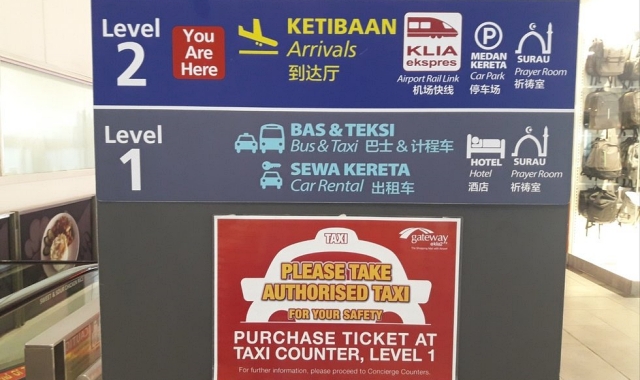 Level
2
You
Are
Here
KETIBAAN
Arrivals
到达厅
KLIA
ekspres
Airport Rail Link
机场快线
P
MEDAN
KERETA
Car Park
停车场
SURAU
Prayer Room
祈祷室
Level
1
BAS & TEKSI
Bus & Taxi 巴士 & 计程车
SEWA KERETA
Car Rental 出租车
HOTEL
Hotel
酒店
SURAU
Prayer Room
祈祷室
TAXI
gateway
PLEASE TAKE
AUTHORISED TAXI
FOR YOUR SAFETY
PURCHASE TICKET AT
TAXI COUNTER, LEVEL 1
For further information, please proceed to Concierge Counters.